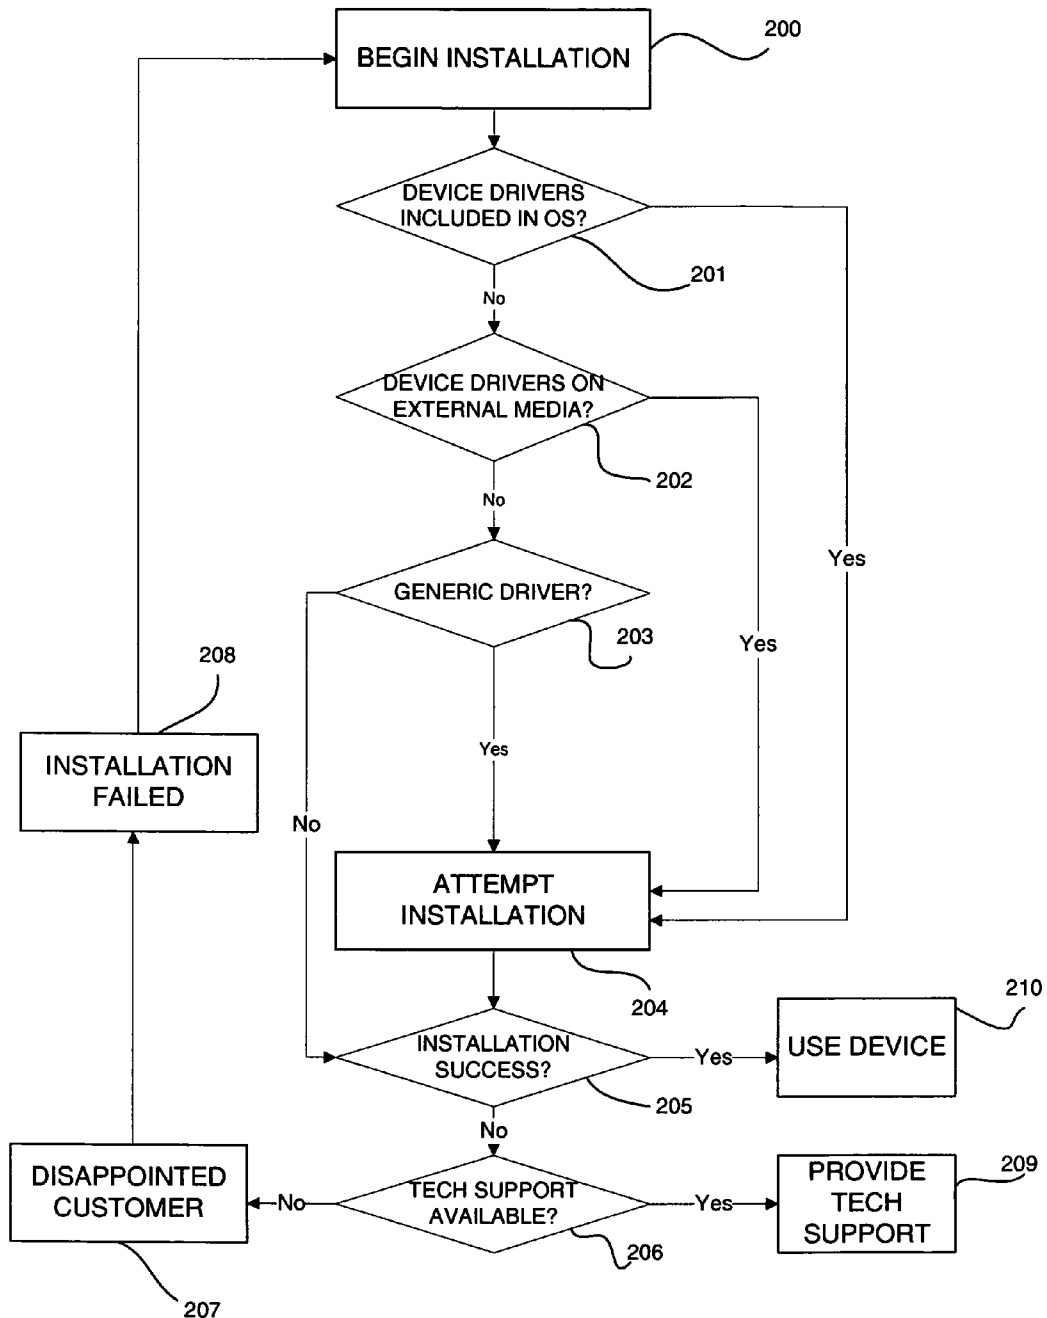 200
BEGIN INSTALLATION
DEVICE DRIVERS
INCLUDED IN OS?
201
No
DEVICE DRIVERS ON
EXTERNAL MEDIA?
202
No
Yes
GENERIC DRIVER?
203
Yes
208
INSTALLATION
FAILED
Yes
No
ATTEMPT
INSTALLATION
204
210
INSTALLATION
SUCCESS?
Yes
USE DEVICE
205
No
DISAPPOINTED
CUSTOMER
No
TECH SUPPORT
AVAILABLE?
Yes
PROVIDE
TECH
SUPPORT
209
206
207